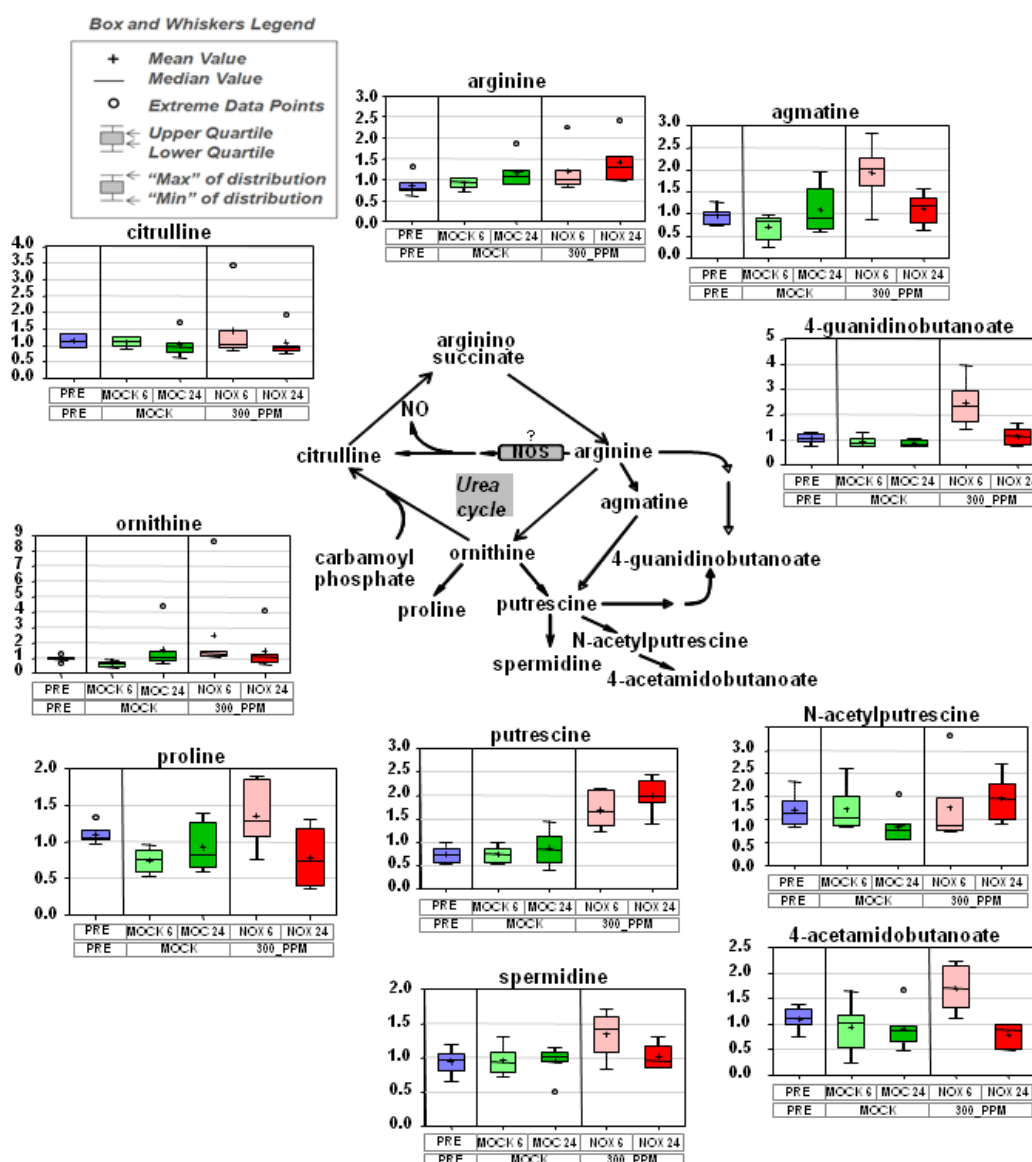 Box and Whiskers Legend
+ Mean Value
Median Value
Extreme Data Points
Upper Quartile
Lower Quartile
“Max” of distribution
“Min” of distribution
arginine
3.0
2.5
2.0
1.5
1.0
0.5
0.0
PRE MOCK 6 MOC 24 NOX 6 NOX 24
PRE MOCK 300_PPM
agmatine
3.0
2.5
2.0
1.5
1.0
0.5
0.0
PRE MOCK 6 MOC 24 NOX 6 NOX 24
PRE MOCK 300_PPM
citrulline
4.0
3.5
3.0
2.5
2.0
1.5
1.0
0.5
0.0
PRE MOCK 6 MOC 24 NOX 6 NOX 24
PRE MOCK 300_PPM
4-guanidinobutanoate
5
4
3
2
1
0
PRE MOCK 6 MOC 24 NOX 6 NOX 24
PRE MOCK 300_PPM
arginino
succinate
NO
?
citrulline NOS arginine
Urea
cycle
agmatine
ornithine
carbamoyl
phosphate
4-guanidinobutanoate
proline
putrescine
N-acetylputrescine
spermidine
4-acetamidobutanoate
ornithine
9
8
7
6
5
4
3
2
1
0
PRE MOCK 6 MOC 24 NOX 6 NOX 24
PRE MOCK 300_PPM
proline
2.0
1.5
1.0
0.5
0.0
PRE MOCK 6 MOC 24 NOX 6 NOX 24
PRE MOCK 300_PPM
putrescine
3.0
2.5
2.0
1.5
1.0
0.5
0.0
PRE MOCK 6 MOC 24 NOX 6 NOX 24
PRE MOCK 300_PPM
N-acetylputrescine
3.0
2.5
2.0
1.5
1.0
0.5
0.0
PRE MOCK 6 MOC 24 NOX 6 NOX 24
PRE MOCK 300_PPM
spermidine
2.0
1.5
1.0
0.5
0.0
PRE MOCK 6 MOC 24 NOX 6 NOX 24
PRE MOCK 300_PPM
4-acetamidobutanoate
2.5
2.0
1.5
1.0
0.5
0.0
PRE MOCK 6 MOC 24 NOX 6 NOX 24
PRE MOCK 300_PPM